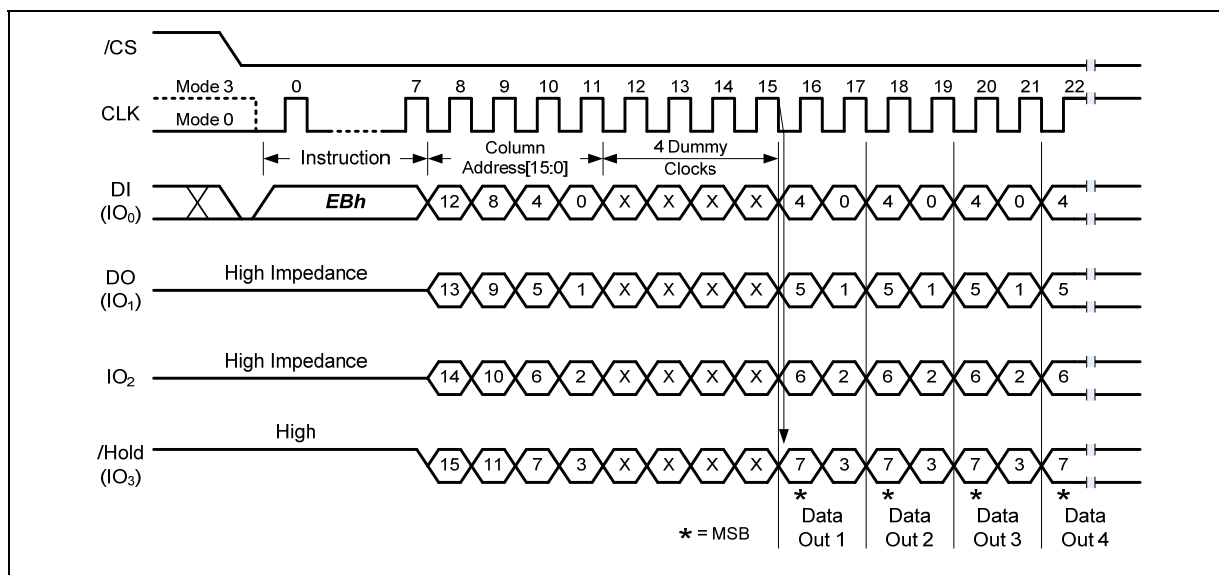 /CS
Mode 3 0 7 8 9 10 11 12 13 14 15 16 17 18 19 20 21 22
CLK
Mode 0
Instruction
Column
Address[15:0]
4 Dummy
Clocks
DI
(IO0)
EBh 12 8 4 0 X X X X 4 0 4 0 4 0 4
DO
(IO1)
High Impedance 13 9 5 1 X X X X 5 1 5 1 5 1 5
IO2
High Impedance 14 10 6 2 X X X X 6 2 6 2 6 2 6
/Hold
(IO3)
High 15 11 7 3 X X X X 7 3 7 3 7 3 7
* * * *
* = MSB
Data
Out 1
Data
Out 2
Data
Out 3
Data
Out 4